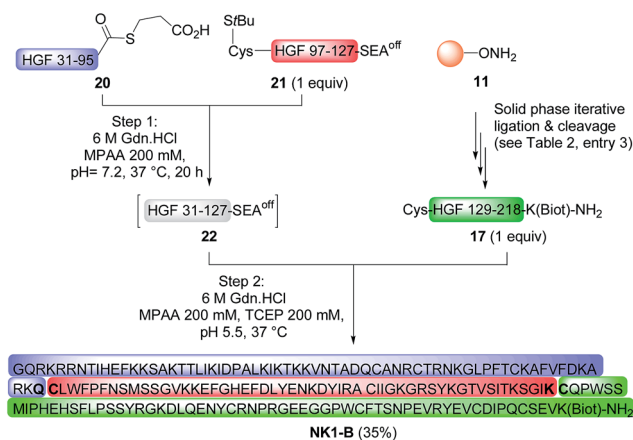 O
S
CO2H
HGF 31-95
20
StBu
Cys
HGF 97-127-SEAoff
21 (1 equiv)
ONH2
11
Step 1:
6 M Gdn.HCl
MPAA 200 mM,
pH= 7.2, 37 °C, 20 h
Solid phase iterative
ligation & cleavage
(see Table 2, entry 3)
[HGF 31-127-SEAoff]
22
Cys-HGF 129-218-K(Biot)-NH2
17 (1 equiv)
Step 2:
6 M Gdn.HCl
MPAA 200 mM, TCEP 200 mM,
pH 5.5, 37 °C
GQRKRRNTIHEFKKSAKTTLIKIDPALKIKTKKVNTADQCANRCTRNKGLPFTCKAFVFDKA
RKQ CLWFPFNSMSSGVKKEFGHEFDLYENKDYIRA CIIGKGRSYKGTVSITKSGIK CQPWSS
MIPHEHSFLPSSYRGKDLQENYCRNPRGEEGGPWCFTSNPEVRYEVCDIPQCSEVK(Biot)-NH2
NK1-B (35%)